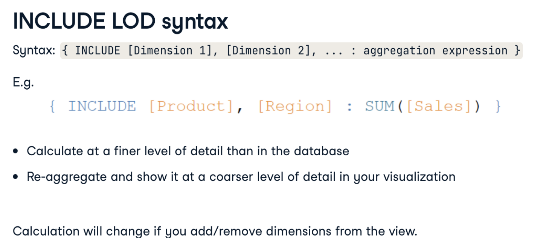 INCLUDE LOD syntax
Syntax: { INCLUDE [Dimension 1], [Dimension 2], ... : aggregation expression }
E.g.
{ INCLUDE [Product], [Region] : SUM([Sales]) }
• Calculate at a finer level of detail than in the database
• Re-aggregate and show it at a coarser level of detail in your visualization
Calculation will change if you add/remove dimensions from the view.